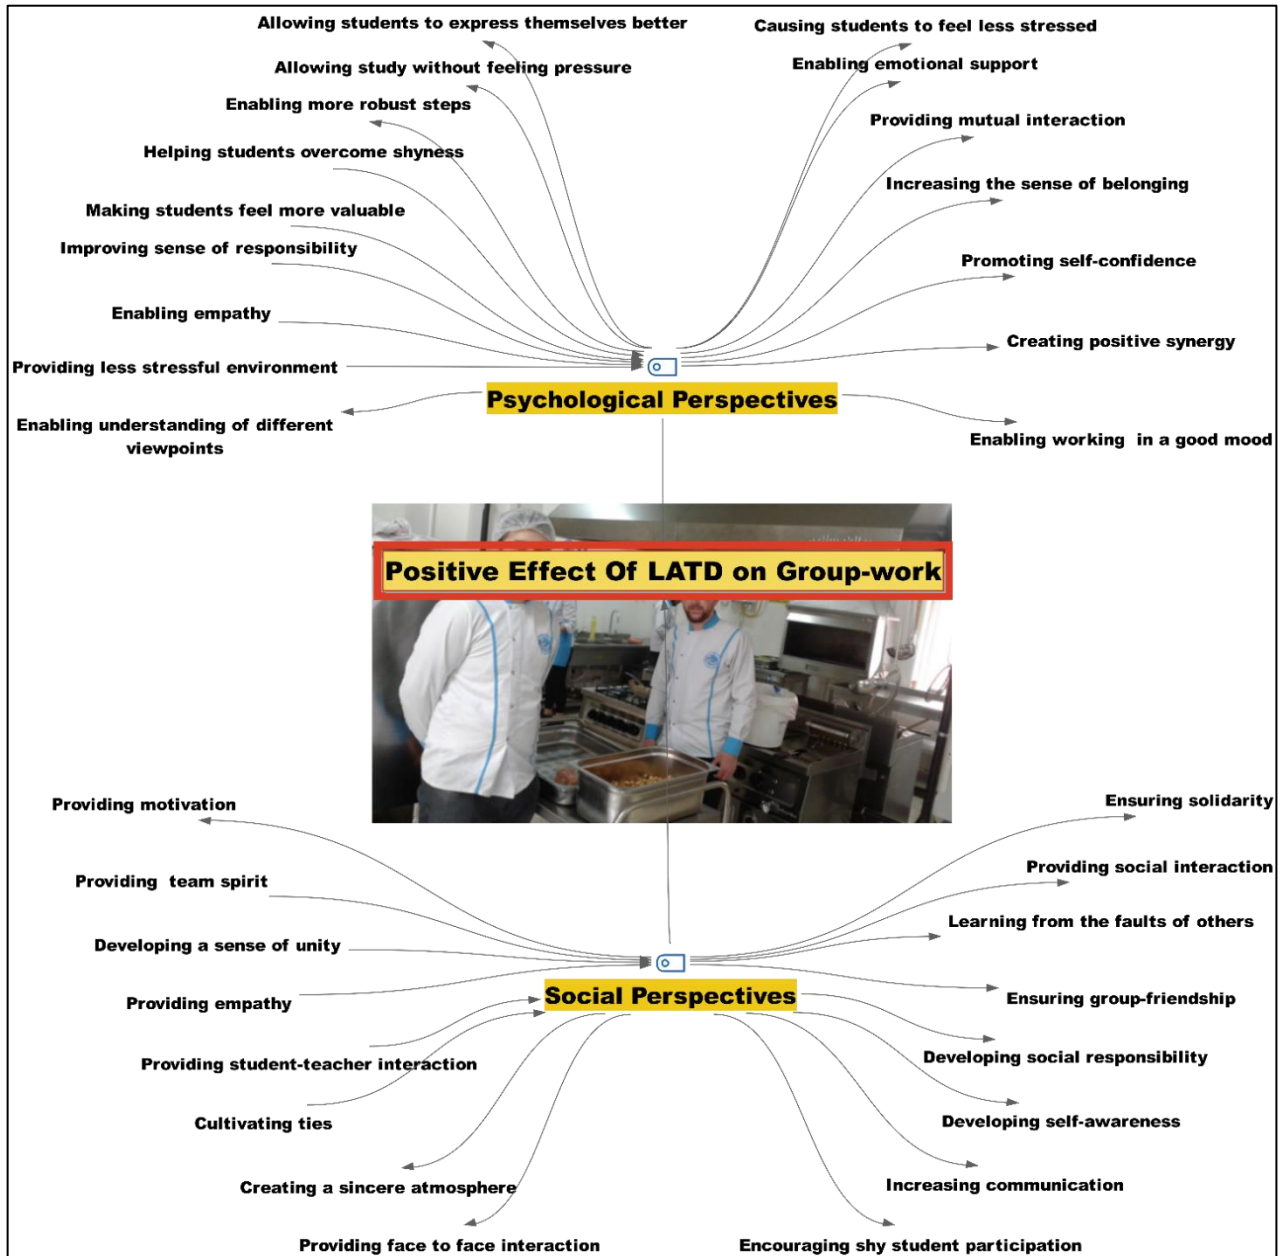 Allowing students to express themselves better
Causing students to feel less stressed
Allowing study without feeling pressure
Enabling emotional support
Enabling more robust steps
Providing mutual interaction
Helping students overcome shyness
Increasing the sense of belonging
Making students feel more valuable
Improving sense of responsibility
Promoting self-confidence
Enabling empathy
Creating positive synergy
Providing less stressful environment
Psychological Perspectives
Enabling understanding of different
viewpoints
Enabling working in a good mood
Positive Effect Of LATD on Group-work
Providing motivation
Ensuring solidarity
Providing team spirit
Providing social interaction
Learning from the faults of others
Developing a sense of unity
Providing empathy
Social Perspectives
Ensuring group-friendship
Providing student-teacher interaction
Developing social responsibility
Cultivating ties
Developing self-awareness
Creating a sincere atmosphere
Increasing communication
Providing face to face interaction
Encouraging shy student participation